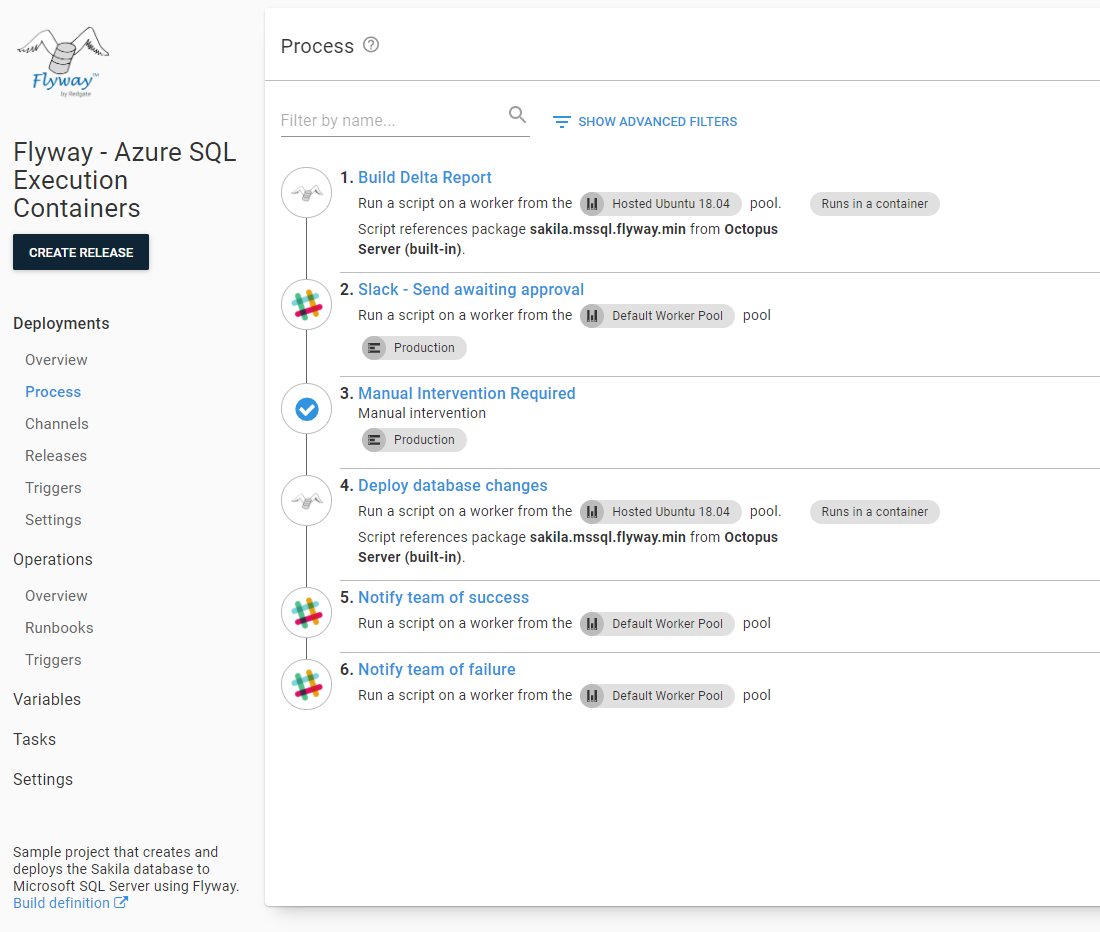 Flyway™
by Redgate
Flyway - Azure SQL
Execution
Containers
CREATE RELEASE
Deployments
Overview
Process
Channels
Releases
Triggers
Settings
Operations
Overview
Runbooks
Triggers
Variables
Tasks
Settings
Sample project that creates and
deploys the Sakila database to
Microsoft SQL Server using Flyway.
Build definition
Process
Filter by name...
SHOW ADVANCED FILTERS
1. Build Delta Report
Run a script on a worker from the Hosted Ubuntu 18.04 pool. Runs in a container
Script references package sakila.mssql.flyway.min from Octopus
Server (built-in).
2. Slack - Send awaiting approval
Run a script on a worker from the Default Worker Pool pool
Production
3. Manual Intervention Required
Manual intervention
Production
4. Deploy database changes
Run a script on a worker from the Hosted Ubuntu 18.04 pool. Runs in a container
Script references package sakila.mssql.flyway.min from Octopus
Server (built-in).
5. Notify team of success
Run a script on a worker from the Default Worker Pool pool
6. Notify team of failure
Run a script on a worker from the Default Worker Pool pool